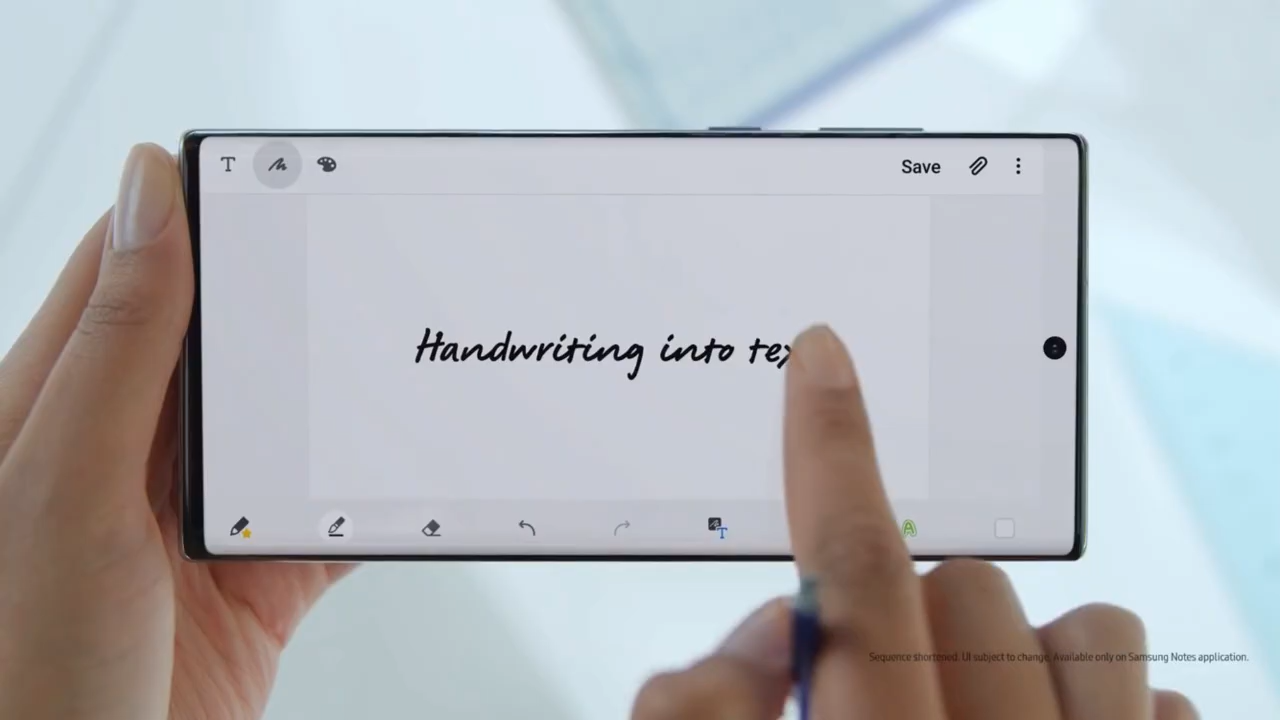 T
Save
Handwriting into tex
T
A
Sequence shortened. UI subject to change. Available only on Samsung Notes application.